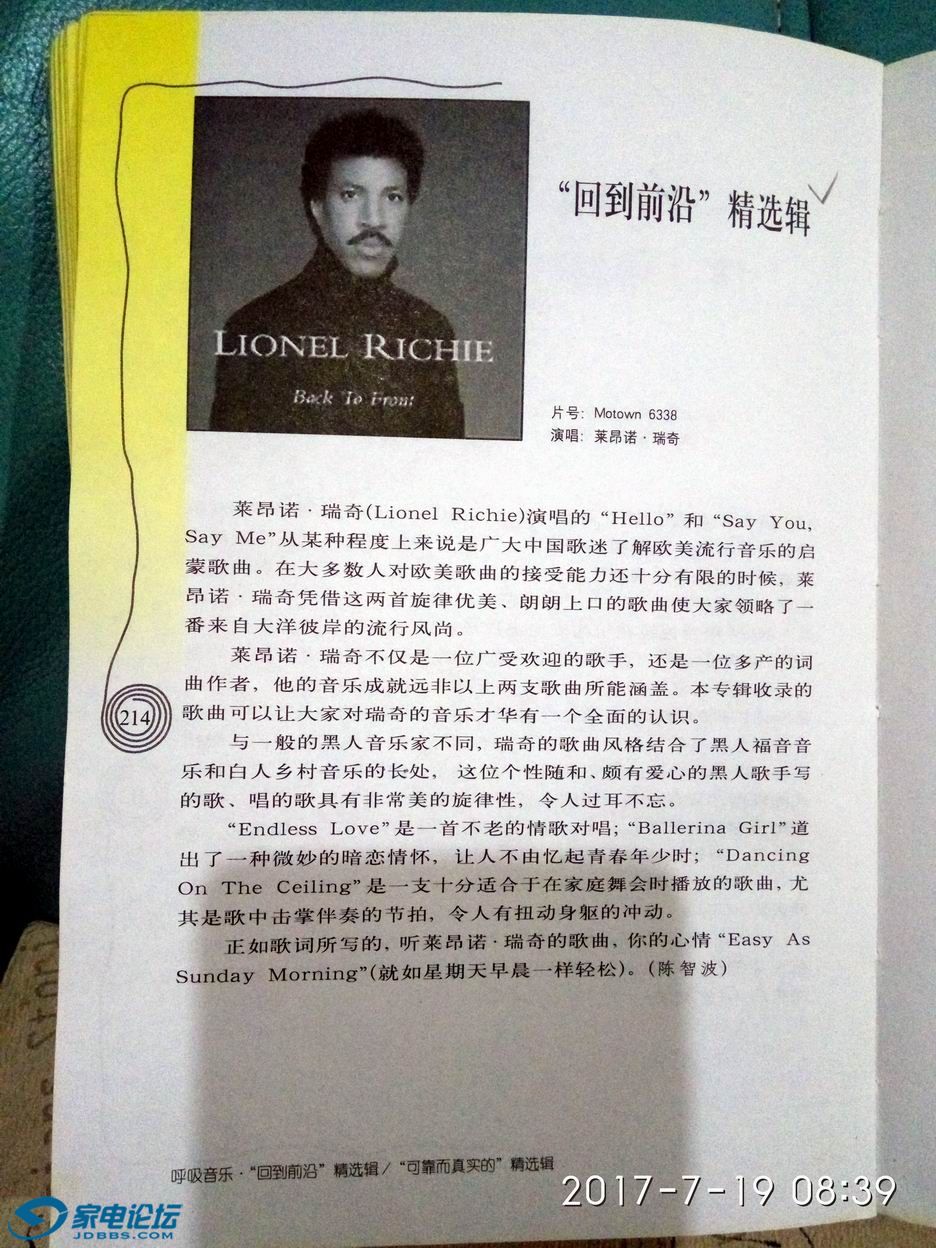 “回到前沿”精选辑
LIONEL RICHIE
Back To Front
片号：Motown 6338
演唱：莱昂诺·瑞奇
莱昂诺·瑞奇(Lionel Richie)演唱的“Hello”和“Say You,
Say Me”从某种程度上来说是广大中国歌迷了解欧美流行音乐的启
蒙歌曲。在大多数人对欧美歌曲的接受能力还十分有限的时候，莱
昂诺·瑞奇凭借这两首旋律优美、朗朗上口的歌曲使大家领略了一
番来自大洋彼岸的流行风尚。
莱昂诺·瑞奇不仅是一位广受欢迎的歌手，还是一位多产的词
曲作者，他的音乐成就远非以上两支歌曲所能涵盖。本专辑收录的
歌曲可以让大家对瑞奇的音乐才华有一个全面的认识。
214
与一般的黑人音乐家不同，瑞奇的歌曲风格结合了黑人福音音
乐和白人乡村音乐的长处，这位个性随和、颇有爱心的黑人歌手写
的歌、唱的歌具有非常美的旋律性，令人过耳不忘。
“Endless Love”是一首不老的情歌对唱；“Ballerina Girl”道
出了一种微妙的暗恋情怀，让人不由忆起青春年少时；“Dancing
On The Ceiling”是一支十分适合于在家庭舞会时播放的歌曲，尤
其是歌中击掌伴奏的节拍，令人有扭动身躯的冲动。
正如歌词所写的，听莱昂诺·瑞奇的歌曲，你的心情“Easy As
Sunday Morning”(就如星期天早晨一样轻松)。(陈智波)
呼吸音乐·“回到前沿”精选辑/“可靠而真实的”精选辑
2017-7-19 08:39
家电论坛
JDBBS.COM